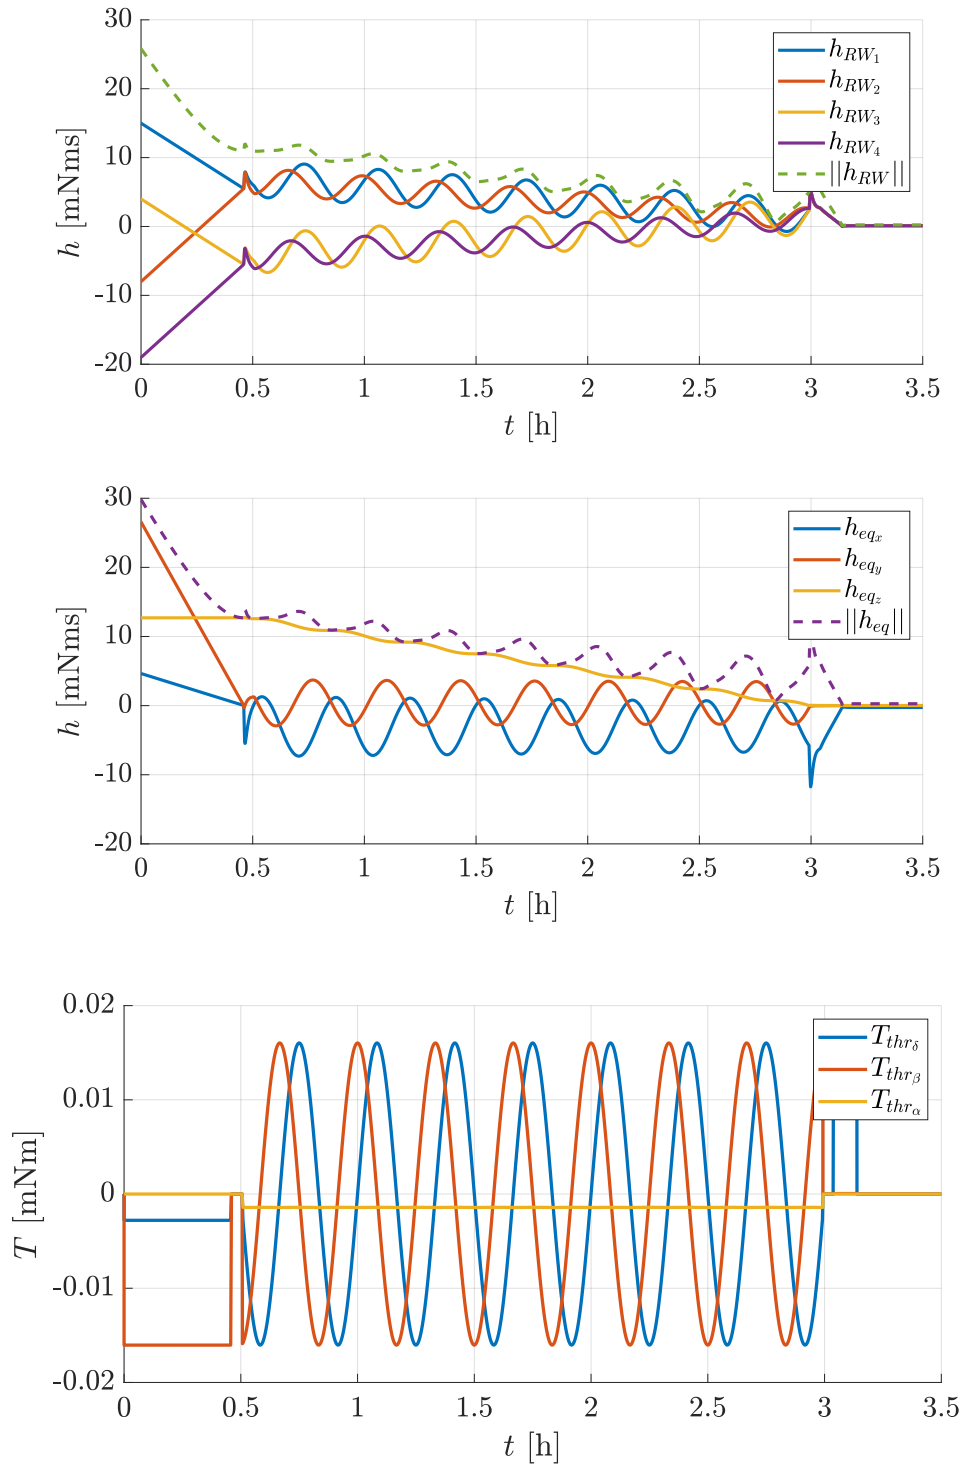 30
20
10
0
-10
-20
h [mNms]
0 0.5 1 1.5 2 2.5 3 3.5
t [h]
h_{RW_1}
h_{RW_2}
h_{RW_3}
h_{RW_4}
||h_{RW}||
30
20
10
0
-10
-20
h [mNms]
0 0.5 1 1.5 2 2.5 3 3.5
t [h]
h_{eq_x}
h_{eq_y}
h_{eq_z}
||h_{eq}||
0.02
0.01
0
-0.01
-0.02
T [mNm]
0 0.5 1 1.5 2 2.5 3 3.5
t [h]
T_{thr_δ}
T_{thr_β}
T_{thr_α}